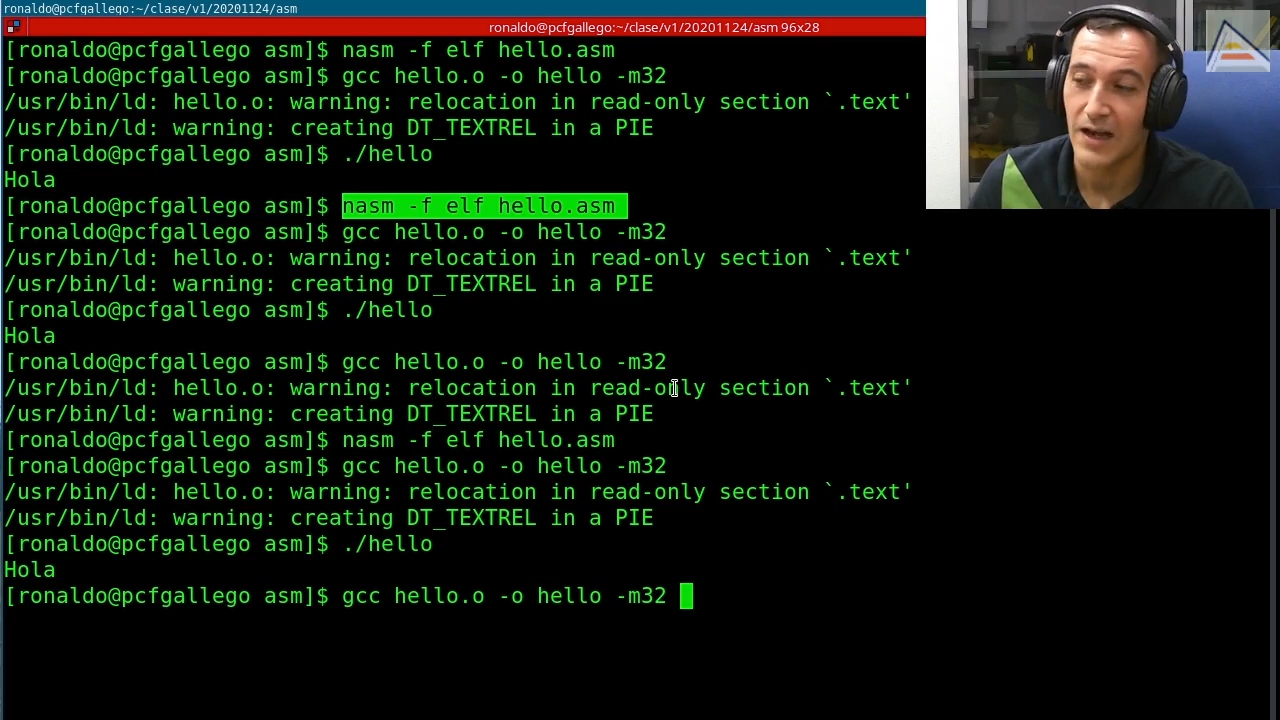 ronaldo@pcfgallego:~/clase/v1/20201124/asm
ronaldo@pcfgallego:~/clase/v1/20201124/asm 96x28
[ronaldo@pcfgallego asm]$ nasm -f elf hello.asm
[ronaldo@pcfgallego asm]$ gcc hello.o -o hello -m32
/usr/bin/ld: hello.o: warning: relocation in read-only section `.text'
/usr/bin/ld: warning: creating DT_TEXTREL in a PIE
[ronaldo@pcfgallego asm]$ ./hello
Hola
[ronaldo@pcfgallego asm]$ nasm -f elf hello.asm
[ronaldo@pcfgallego asm]$ gcc hello.o -o hello -m32
/usr/bin/ld: hello.o: warning: relocation in read-only section `.text'
/usr/bin/ld: warning: creating DT_TEXTREL in a PIE
[ronaldo@pcfgallego asm]$ ./hello
Hola
[ronaldo@pcfgallego asm]$ gcc hello.o -o hello -m32
/usr/bin/ld: hello.o: warning: relocation in read-only section `.text'
/usr/bin/ld: warning: creating DT_TEXTREL in a PIE
[ronaldo@pcfgallego asm]$ nasm -f elf hello.asm
[ronaldo@pcfgallego asm]$ gcc hello.o -o hello -m32
/usr/bin/ld: hello.o: warning: relocation in read-only section `.text'
/usr/bin/ld: warning: creating DT_TEXTREL in a PIE
[ronaldo@pcfgallego asm]$ ./hello
Hola
[ronaldo@pcfgallego asm]$ gcc hello.o -o hello -m32